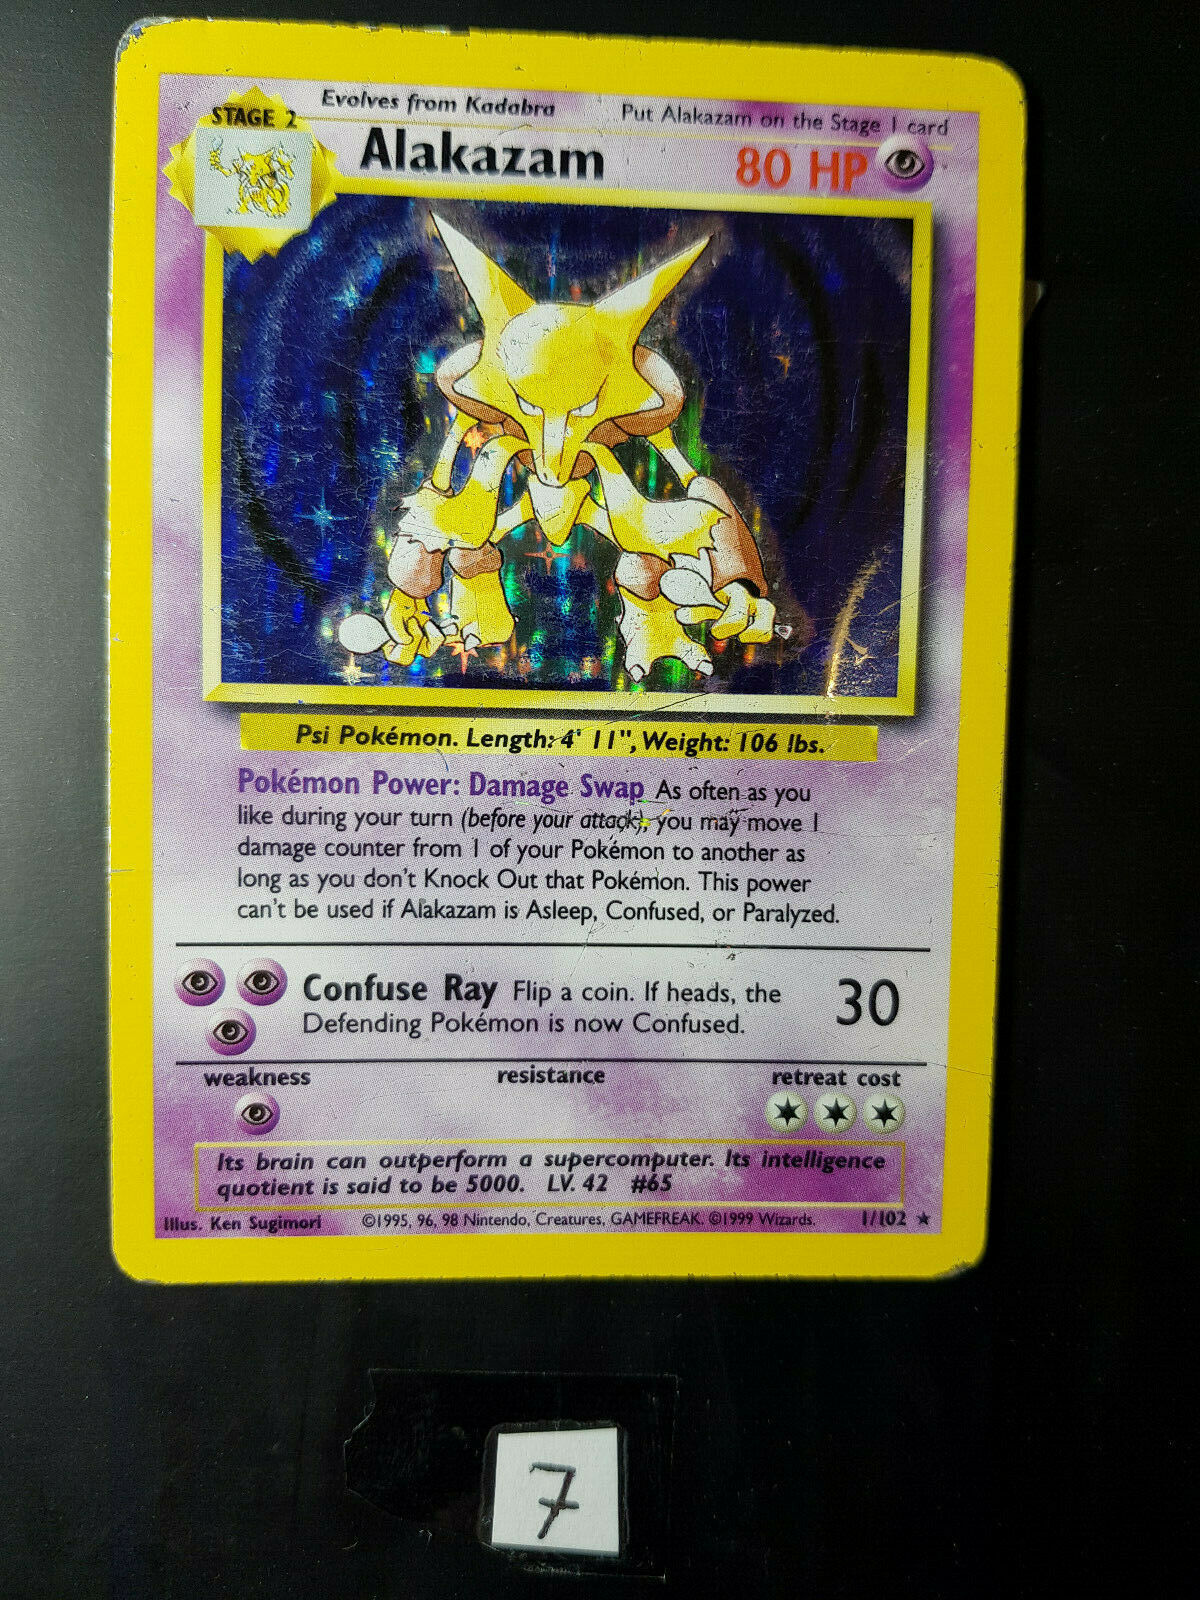 STAGE 2
Evolves from Kadabra
Put Alakazam on the Stage 1 card
Alakazam
80 HP
Psi Pokémon. Length: 4' 11", Weight: 106 lbs.
Pokémon Power: Damage Swap As often as you
like during your turn (before your attack), you may move 1
damage counter from 1 of your Pokémon to another as
long as you don't Knock Out that Pokémon. This power
can't be used if Alakazam is Asleep, Confused, or Paralyzed.
Confuse Ray Flip a coin. If heads, the
Defending Pokémon is now Confused.
30
weakness
resistance
retreat cost
Its brain can outperform a supercomputer. Its intelligence
quotient is said to be 5000. LV. 42 #65
Illus. Ken Sugimori
©1995, 96, 98 Nintendo, Creatures, GAMEFREAK. ©1999 Wizards.
1/102 ★
7